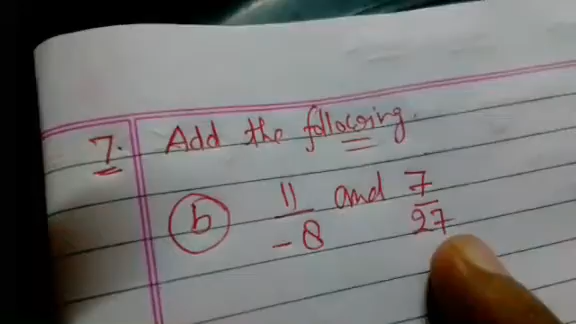 7. Add the following.
(b) 11/-8 and 7/27